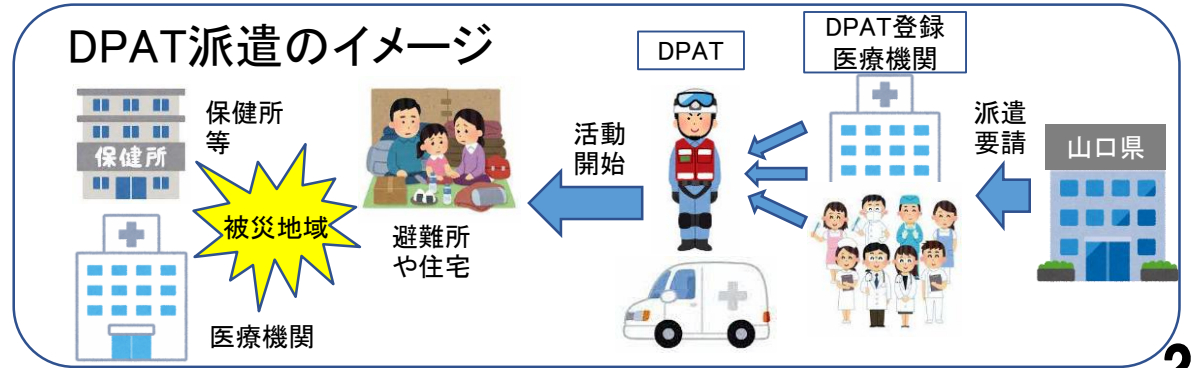 DPAT派遣のイメージ
保健所
等
保健所
被災地域
医療機関
避難所
や住宅
活動
開始
DPAT
DPAT登録
医療機関
派遣
要請
山口県